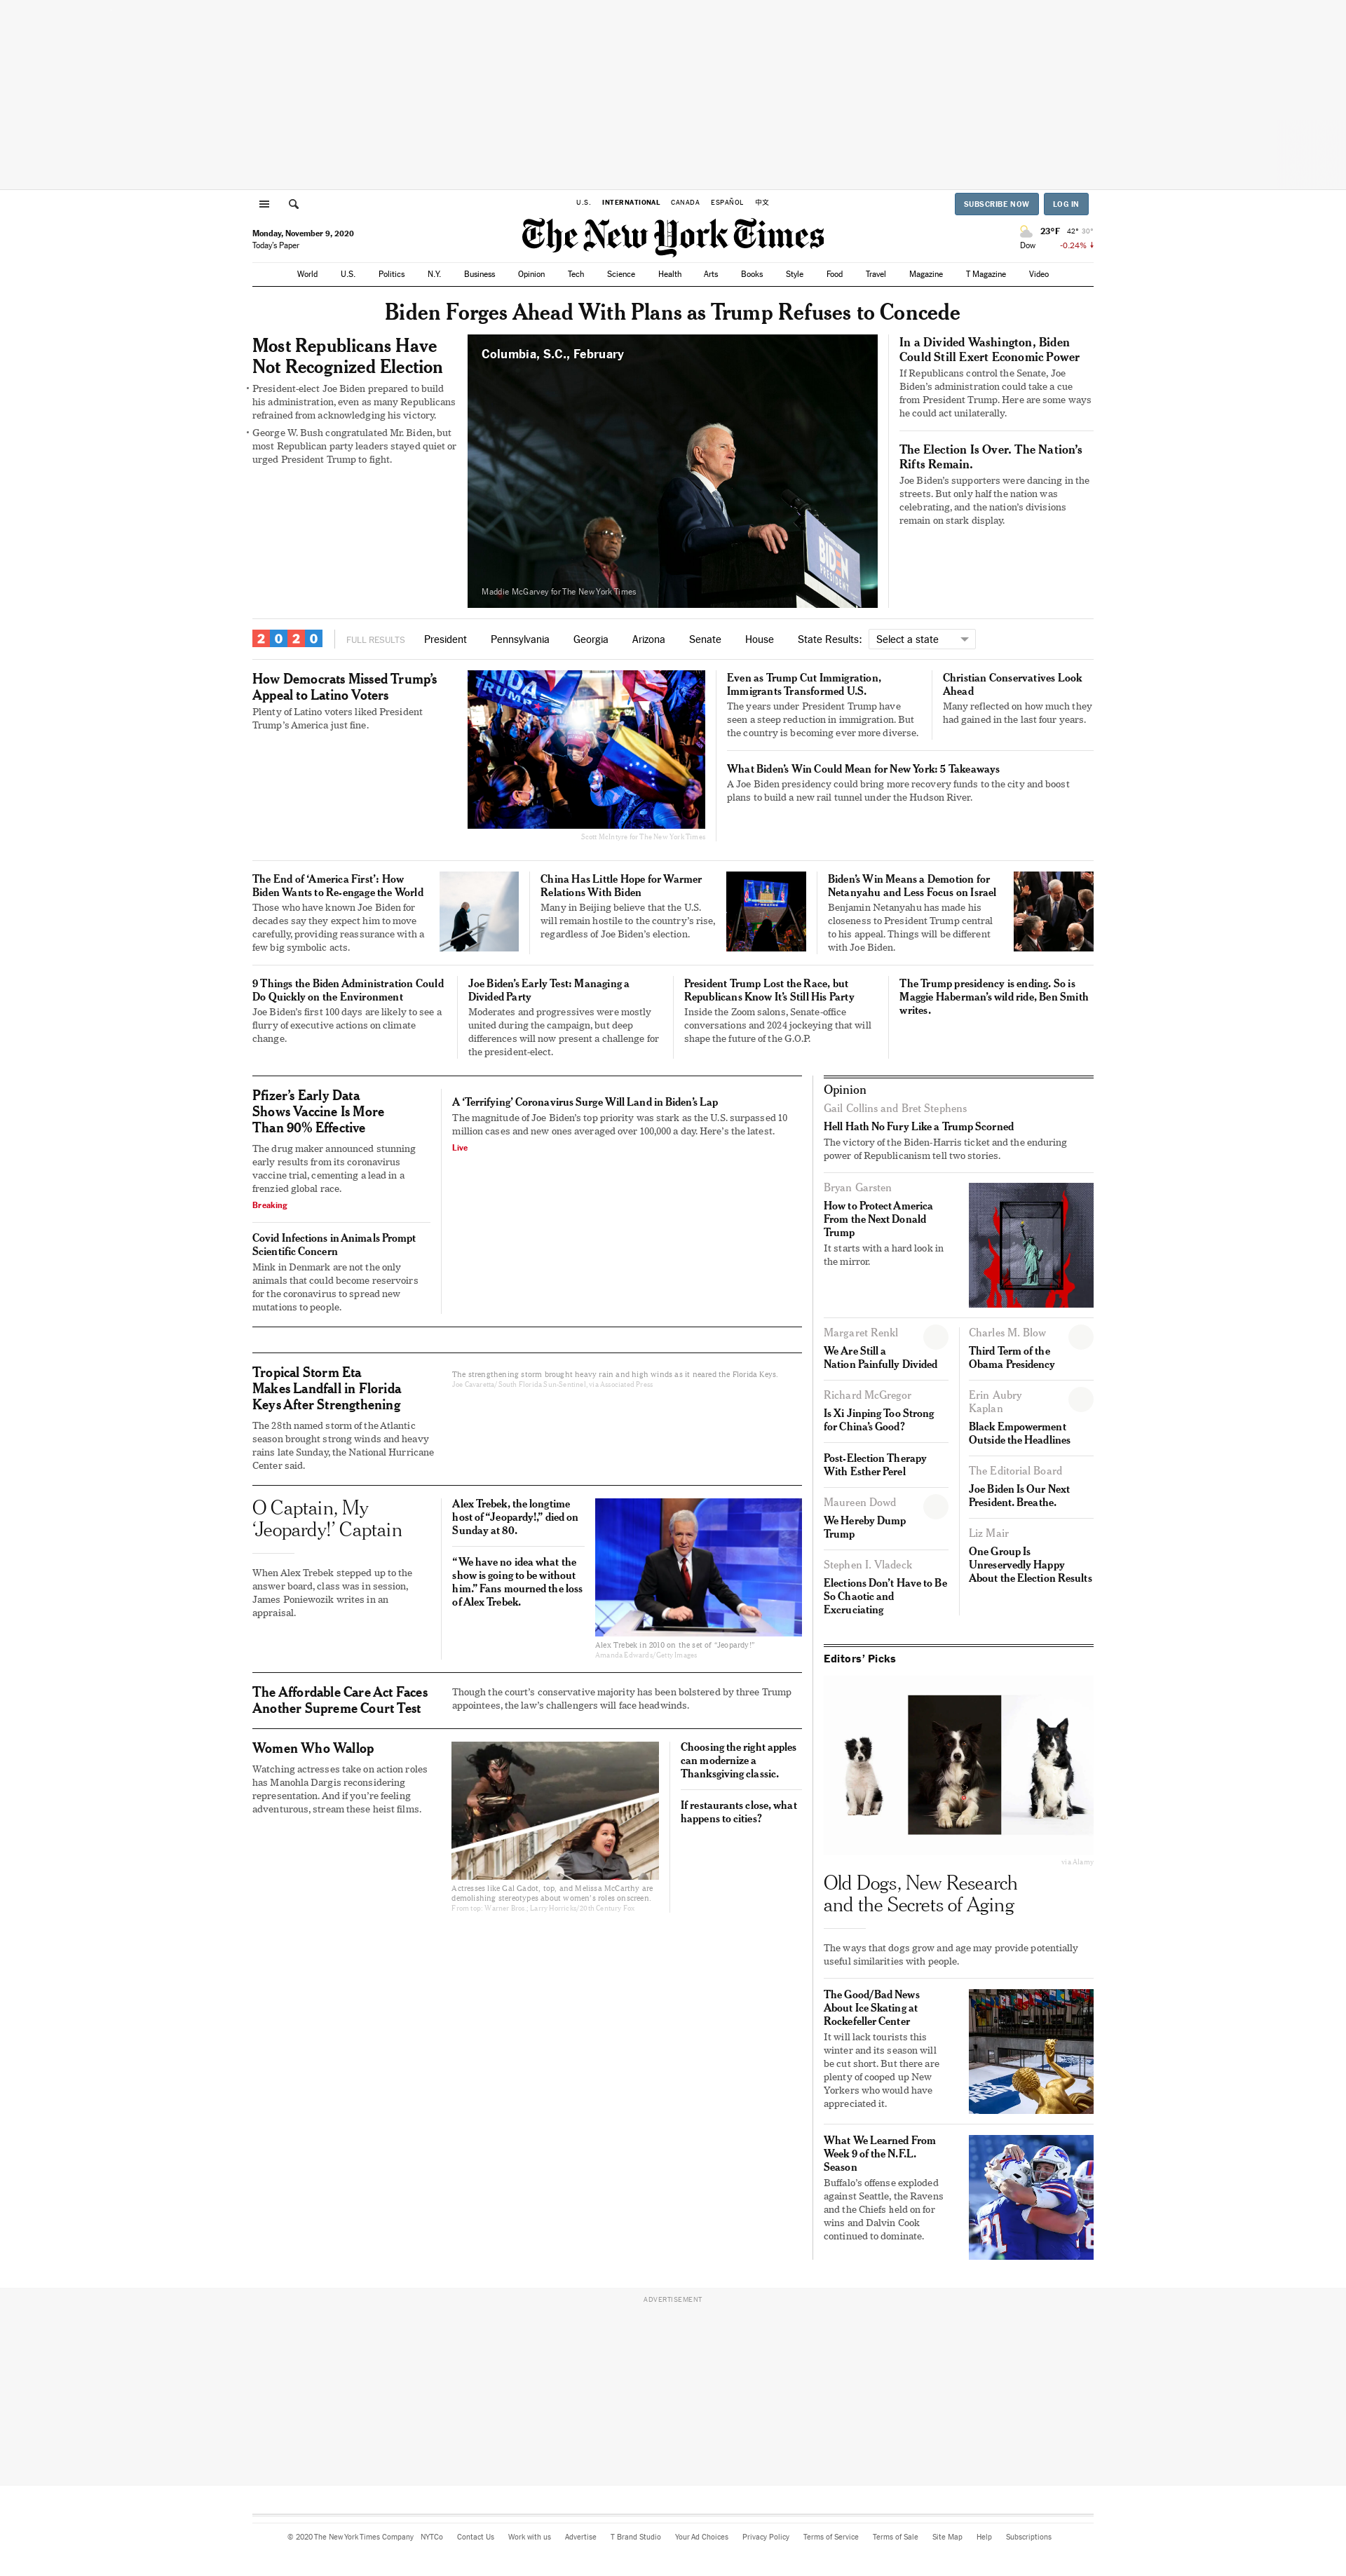 U.S. INTERNATIONAL CANADA ESPAÑOL 中文
SUBSCRIBE NOW LOG IN
Monday, November 9, 2020
Today's Paper
The New York Times
23°F 42° 30°
Dow -0.24%
World U.S. Politics N.Y. Business Opinion Tech Science Health Arts Books Style Food Travel Magazine T Magazine Video
Biden Forges Ahead With Plans as Trump Refuses to Concede
Most Republicans Have
Not Recognized Election
• President-elect Joe Biden prepared to build
his administration, even as many Republicans
refrained from acknowledging his victory.
• George W. Bush congratulated Mr. Biden, but
most Republican party leaders stayed quiet or
urged President Trump to fight.
Columbia, S.C., February
BIDEN
PRESIDENT
Maddie McGarvey for The New York Times
In a Divided Washington, Biden
Could Still Exert Economic Power
If Republicans control the Senate, Joe
Biden's administration could take a cue
from President Trump. Here are some ways
he could act unilaterally.
The Election Is Over. The Nation's
Rifts Remain.
Joe Biden's supporters were dancing in the
streets. But only half the nation was
celebrating, and the nation's divisions
remain on stark display.
2020 FULL RESULTS President Pennsylvania Georgia Arizona Senate House State Results: Select a state
How Democrats Missed Trump's
Appeal to Latino Voters
Plenty of Latino voters liked President
Trump's America just fine.
TRUMP
Scott McIntyre for The New York Times
Even as Trump Cut Immigration,
Immigrants Transformed U.S.
The years under President Trump have
seen a steep reduction in immigration. But
the country is becoming ever more diverse.
Christian Conservatives Look
Ahead
Many reflected on how much they
had gained in the last four years.
What Biden's Win Could Mean for New York: 5 Takeaways
A Joe Biden presidency could bring more recovery funds to the city and boost
plans to build a new rail tunnel under the Hudson River.
The End of 'America First': How
Biden Wants to Re-engage the World
Those who have known Joe Biden for
decades say they expect him to move
carefully, providing reassurance with a
few big symbolic acts.
China Has Little Hope for Warmer
Relations With Biden
Many in Beijing believe that the U.S.
will remain hostile to the country's rise,
regardless of Joe Biden's election.
Biden's Win Means a Demotion for
Netanyahu and Less Focus on Israel
Benjamin Netanyahu has made his
closeness to President Trump central
to his appeal. Things will be different
with Joe Biden.
9 Things the Biden Administration Could
Do Quickly on the Environment
Joe Biden's first 100 days are likely to see a
flurry of executive actions on climate
change.
Joe Biden's Early Test: Managing a
Divided Party
Moderates and progressives were mostly
united during the campaign, but deep
differences will now present a challenge for
the president-elect.
President Trump Lost the Race, but
Republicans Know It's Still His Party
Inside the Zoom salons, Senate-office
conversations and 2024 jockeying that will
shape the future of the G.O.P.
The Trump presidency is ending. So is
Maggie Haberman's wild ride, Ben Smith
writes.
Pfizer's Early Data
Shows Vaccine Is More
Than 90% Effective
The drug maker announced stunning
early results from its coronavirus
vaccine trial, cementing a lead in a
frenzied global race.
Breaking
Covid Infections in Animals Prompt
Scientific Concern
Mink in Denmark are not the only
animals that could become reservoirs
for the coronavirus to spread new
mutations to people.
A 'Terrifying' Coronavirus Surge Will Land in Biden's Lap
The magnitude of Joe Biden's top priority was stark as the U.S. surpassed 10
million cases and new ones averaged over 100,000 a day. Here's the latest.
Live
Tropical Storm Eta
Makes Landfall in Florida
Keys After Strengthening
The 28th named storm of the Atlantic
season brought strong winds and heavy
rains late Sunday, the National Hurricane
Center said.
The strengthening storm brought heavy rain and high winds as it neared the Florida Keys.
Joe Cavaretta/South Florida Sun-Sentinel, via Associated Press
O Captain, My
'Jeopardy!' Captain
When Alex Trebek stepped up to the
answer board, class was in session,
James Poniewozik writes in an
appraisal.
Alex Trebek, the longtime
host of "Jeopardy!," died on
Sunday at 80.
"We have no idea what the
show is going to be without
him." Fans mourned the loss
of Alex Trebek.
Alex Trebek in 2010 on the set of "Jeopardy!"
Amanda Edwards/Getty Images
The Affordable Care Act Faces
Another Supreme Court Test
Though the court's conservative majority has been bolstered by three Trump
appointees, the law's challengers will face headwinds.
Women Who Wallop
Watching actresses take on action roles
has Manohla Dargis reconsidering
representation. And if you're feeling
adventurous, stream these heist films.
Actresses like Gal Gadot, top, and Melissa McCarthy are
demolishing stereotypes about women's roles onscreen.
From top: Warner Bros.; Larry Horricks/20th Century Fox
Choosing the right apples
can modernize a
Thanksgiving classic.
If restaurants close, what
happens to cities?
Opinion
Gail Collins and Bret Stephens
Hell Hath No Fury Like a Trump Scorned
The victory of the Biden-Harris ticket and the enduring
power of Republicanism tell two stories.
Bryan Garsten
How to Protect America
From the Next Donald
Trump
It starts with a hard look in
the mirror.
Margaret Renkl
We Are Still a
Nation Painfully Divided
Richard McGregor
Is Xi Jinping Too Strong
for China's Good?
Post-Election Therapy
With Esther Perel
Maureen Dowd
We Hereby Dump
Trump
Stephen I. Vladeck
Elections Don't Have to Be
So Chaotic and
Excruciating
Charles M. Blow
Third Term of the
Obama Presidency
Erin Aubry
Kaplan
Black Empowerment
Outside the Headlines
The Editorial Board
Joe Biden Is Our Next
President. Breathe.
Liz Mair
One Group Is
Unreservedly Happy
About the Election Results
Editors' Picks
via Alamy
Old Dogs, New Research
and the Secrets of Aging
The ways that dogs grow and age may provide potentially
useful similarities with people.
The Good/Bad News
About Ice Skating at
Rockefeller Center
It will lack tourists this
winter and its season will
be cut short. But there are
plenty of cooped up New
Yorkers who would have
appreciated it.
What We Learned From
Week 9 of the N.F.L.
Season
Buffalo's offense exploded
against Seattle, the Ravens
and the Chiefs held on for
wins and Dalvin Cook
continued to dominate.
ADVERTISEMENT
© 2020 The New York Times Company NYTCo Contact Us Work with us Advertise T Brand Studio Your Ad Choices Privacy Policy Terms of Service Terms of Sale Site Map Help Subscriptions